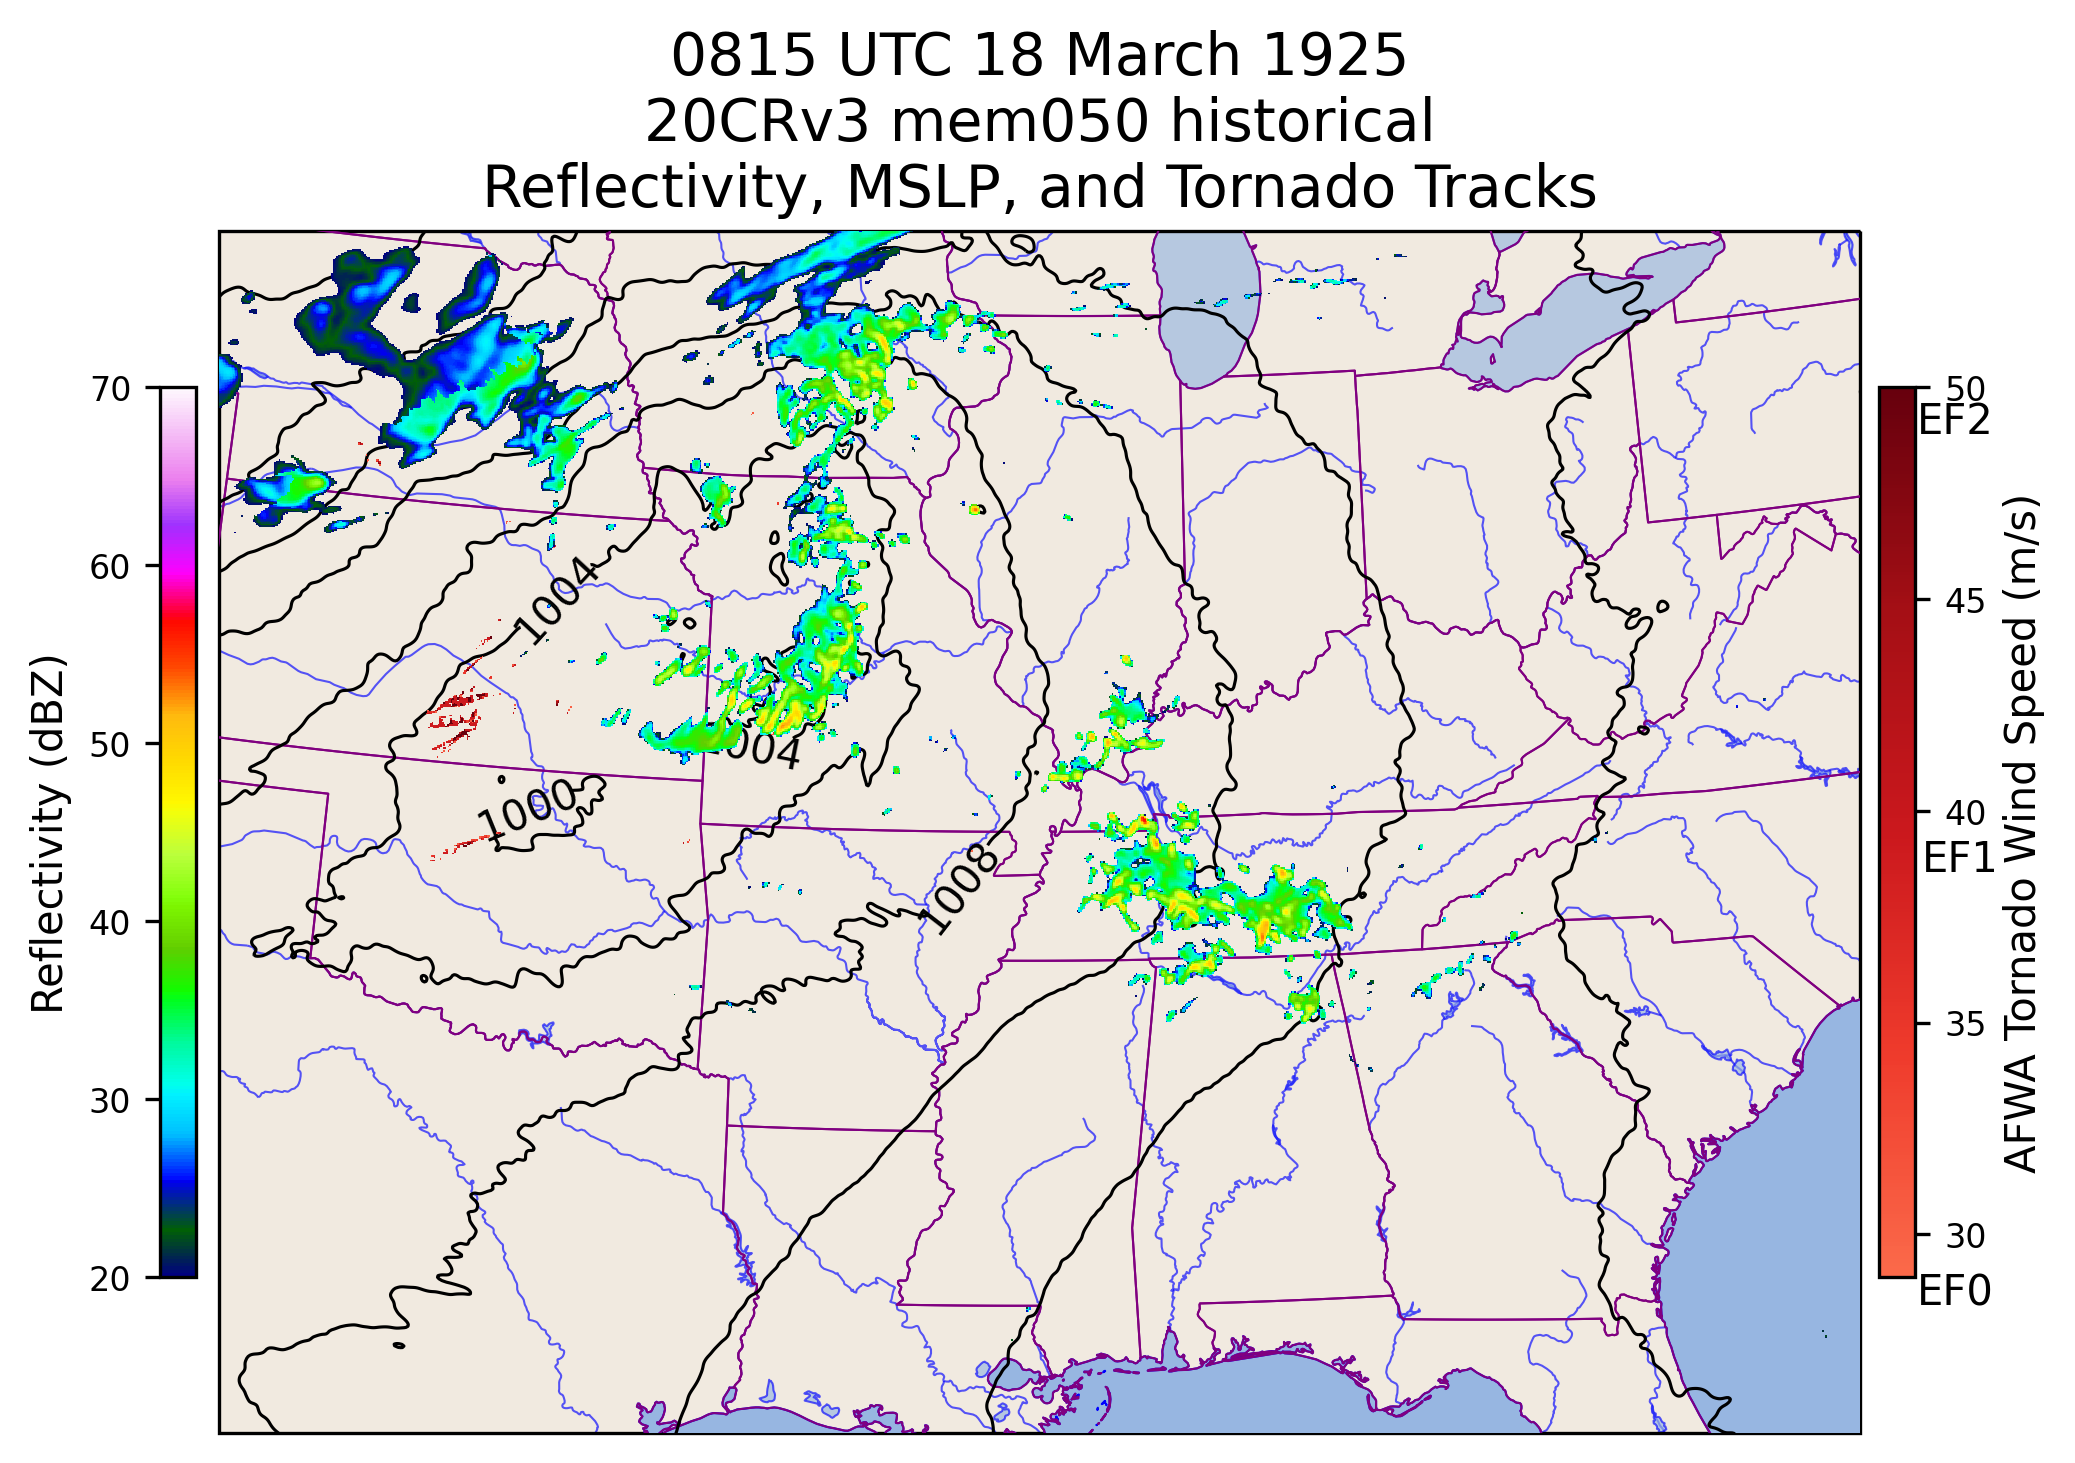 0815 UTC 18 March 1925
20CRv3 mem050 historical
Reflectivity, MSLP, and Tornado Tracks
70
60
50
40
30
20
Reflectivity (dBZ)
1004
1000
004
1008
50
EF2
45
40
EF1
35
30
EF0
AFWA Tornado Wind Speed (m/s)